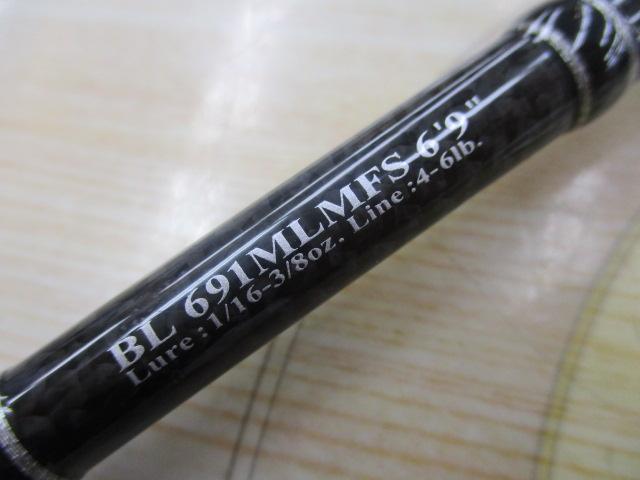 BL 691MLMFS-6'9"
Lure:1/16-3/8oz. Line:4-6lb.